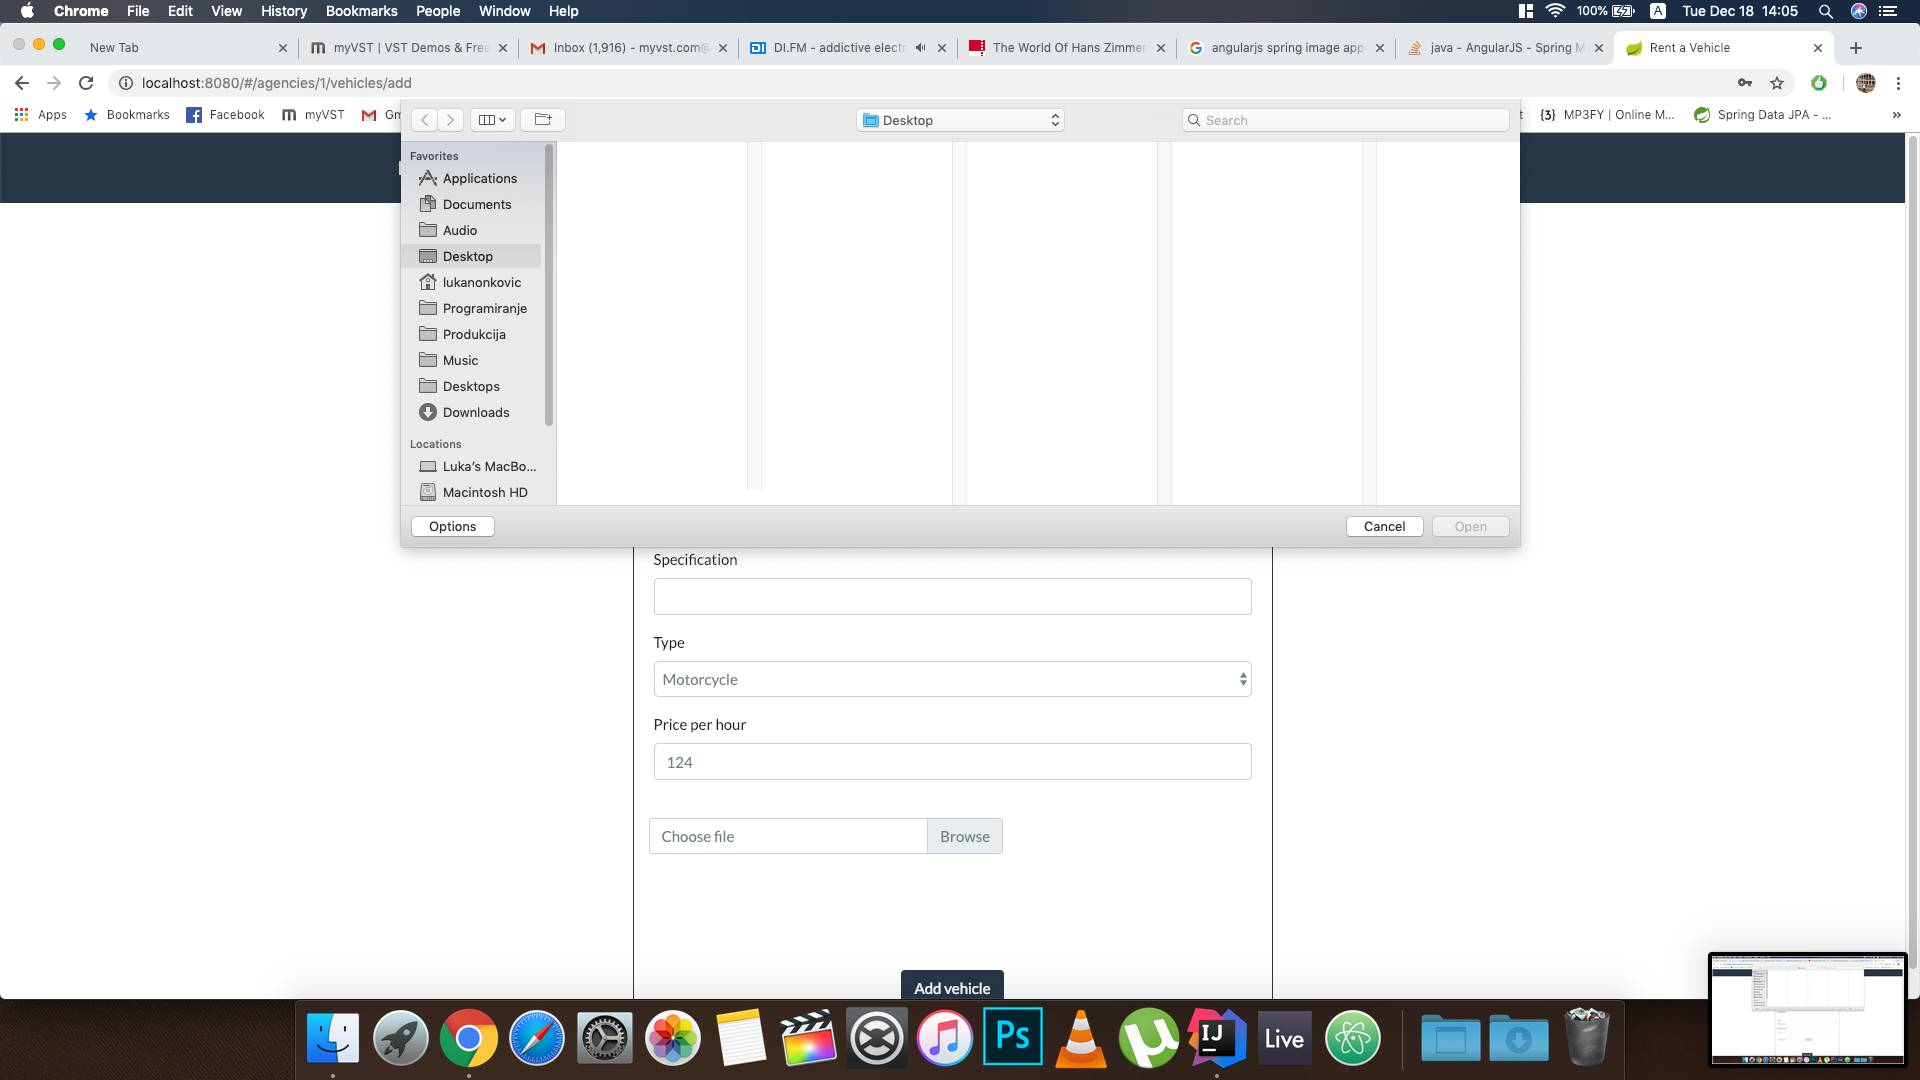 Chrome File Edit View History Bookmarks People Window Help 100% A Tue Dec 18 14:05
New Tab myVST | VST Demos & Free Inbox (1,916) - myvst.com@ DI.FM - addictive electr The World Of Hans Zimmer angularjs spring image app java - AngularJS - Spring M Rent a Vehicle
localhost:8080/#/agencies/1/vehicles/add
Apps Bookmarks Facebook myVST Gm t {3} MP3FY | Online M... Spring Data JPA - ... »
Desktop Search
Favorites
Applications
Documents
Audio
Desktop
lukanonkovic
Programiranje
Produkcija
Music
Desktops
Downloads
Locations
Luka's MacBo...
Macintosh HD
Options Cancel Open
Specification
Type
Motorcycle
Price per hour
124
Choose file Browse
Add vehicle
Ps IJ Live